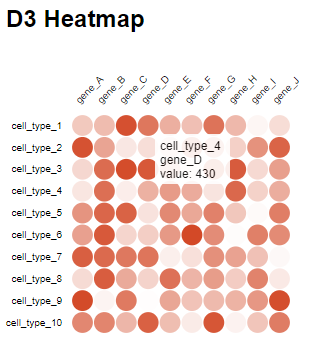 D3 Heatmap
gene_A
gene_B
gene_C
gene_D
gene_E
gene_F
gene_G
gene_H
gene_I
gene_J
cell_type_1
cell_type_2
cell_type_4
gene_D
value: 430
cell_type_3
cell_type_4
cell_type_5
cell_type_6
cell_type_7
cell_type_8
cell_type_9
cell_type_10